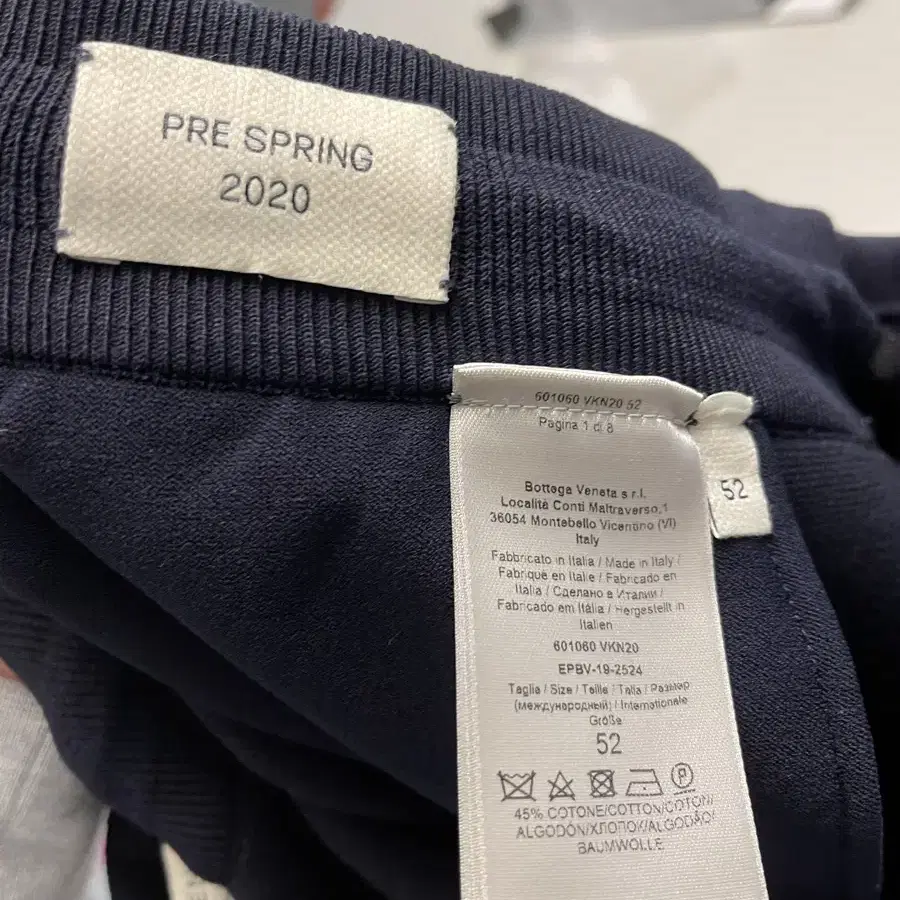 PRE SPRING
2020
601060 VKN20 52
Pagina 1 di 8
52
Bottega Veneta s.r.l.
Località Conti Maltraverso,1
36054 Montebello Vicentino (VI)
Italy
Fabbricato in Italia / Made in Italy /
Fabriqué en Italie / Fabricado en
Italia / Сделано в Италии /
Fabricado em Itália / Hergestellt in
Italien
601060 VKN20
EPBV-19-2524
Taglia / Size / Taille / Talla / Размер
(международный) / Internationale
Größe
52
P
45% COTONE/COTTON/COTON/
ALGODÓN/ХЛОПОК/ALGODÃO/
BAUMWOLLE